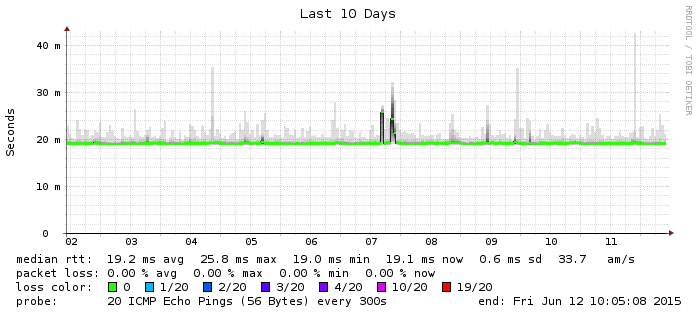 Last 10 Days
RRDTOOL / TOBI OETIKER
Seconds
40 m
30 m
20 m
10 m
0
02 03 04 05 06 07 08 09 10 11
median rtt: 19.2 ms avg 25.8 ms max 19.0 ms min 19.1 ms now 0.6 ms sd 33.7 am/s
packet loss: 0.00 % avg 0.00 % max 0.00 % min 0.00 % now
loss color: 0 1/20 2/20 3/20 4/20 10/20 19/20
probe: 20 ICMP Echo Pings (56 Bytes) every 300s end: Fri Jun 12 10:05:08 2015